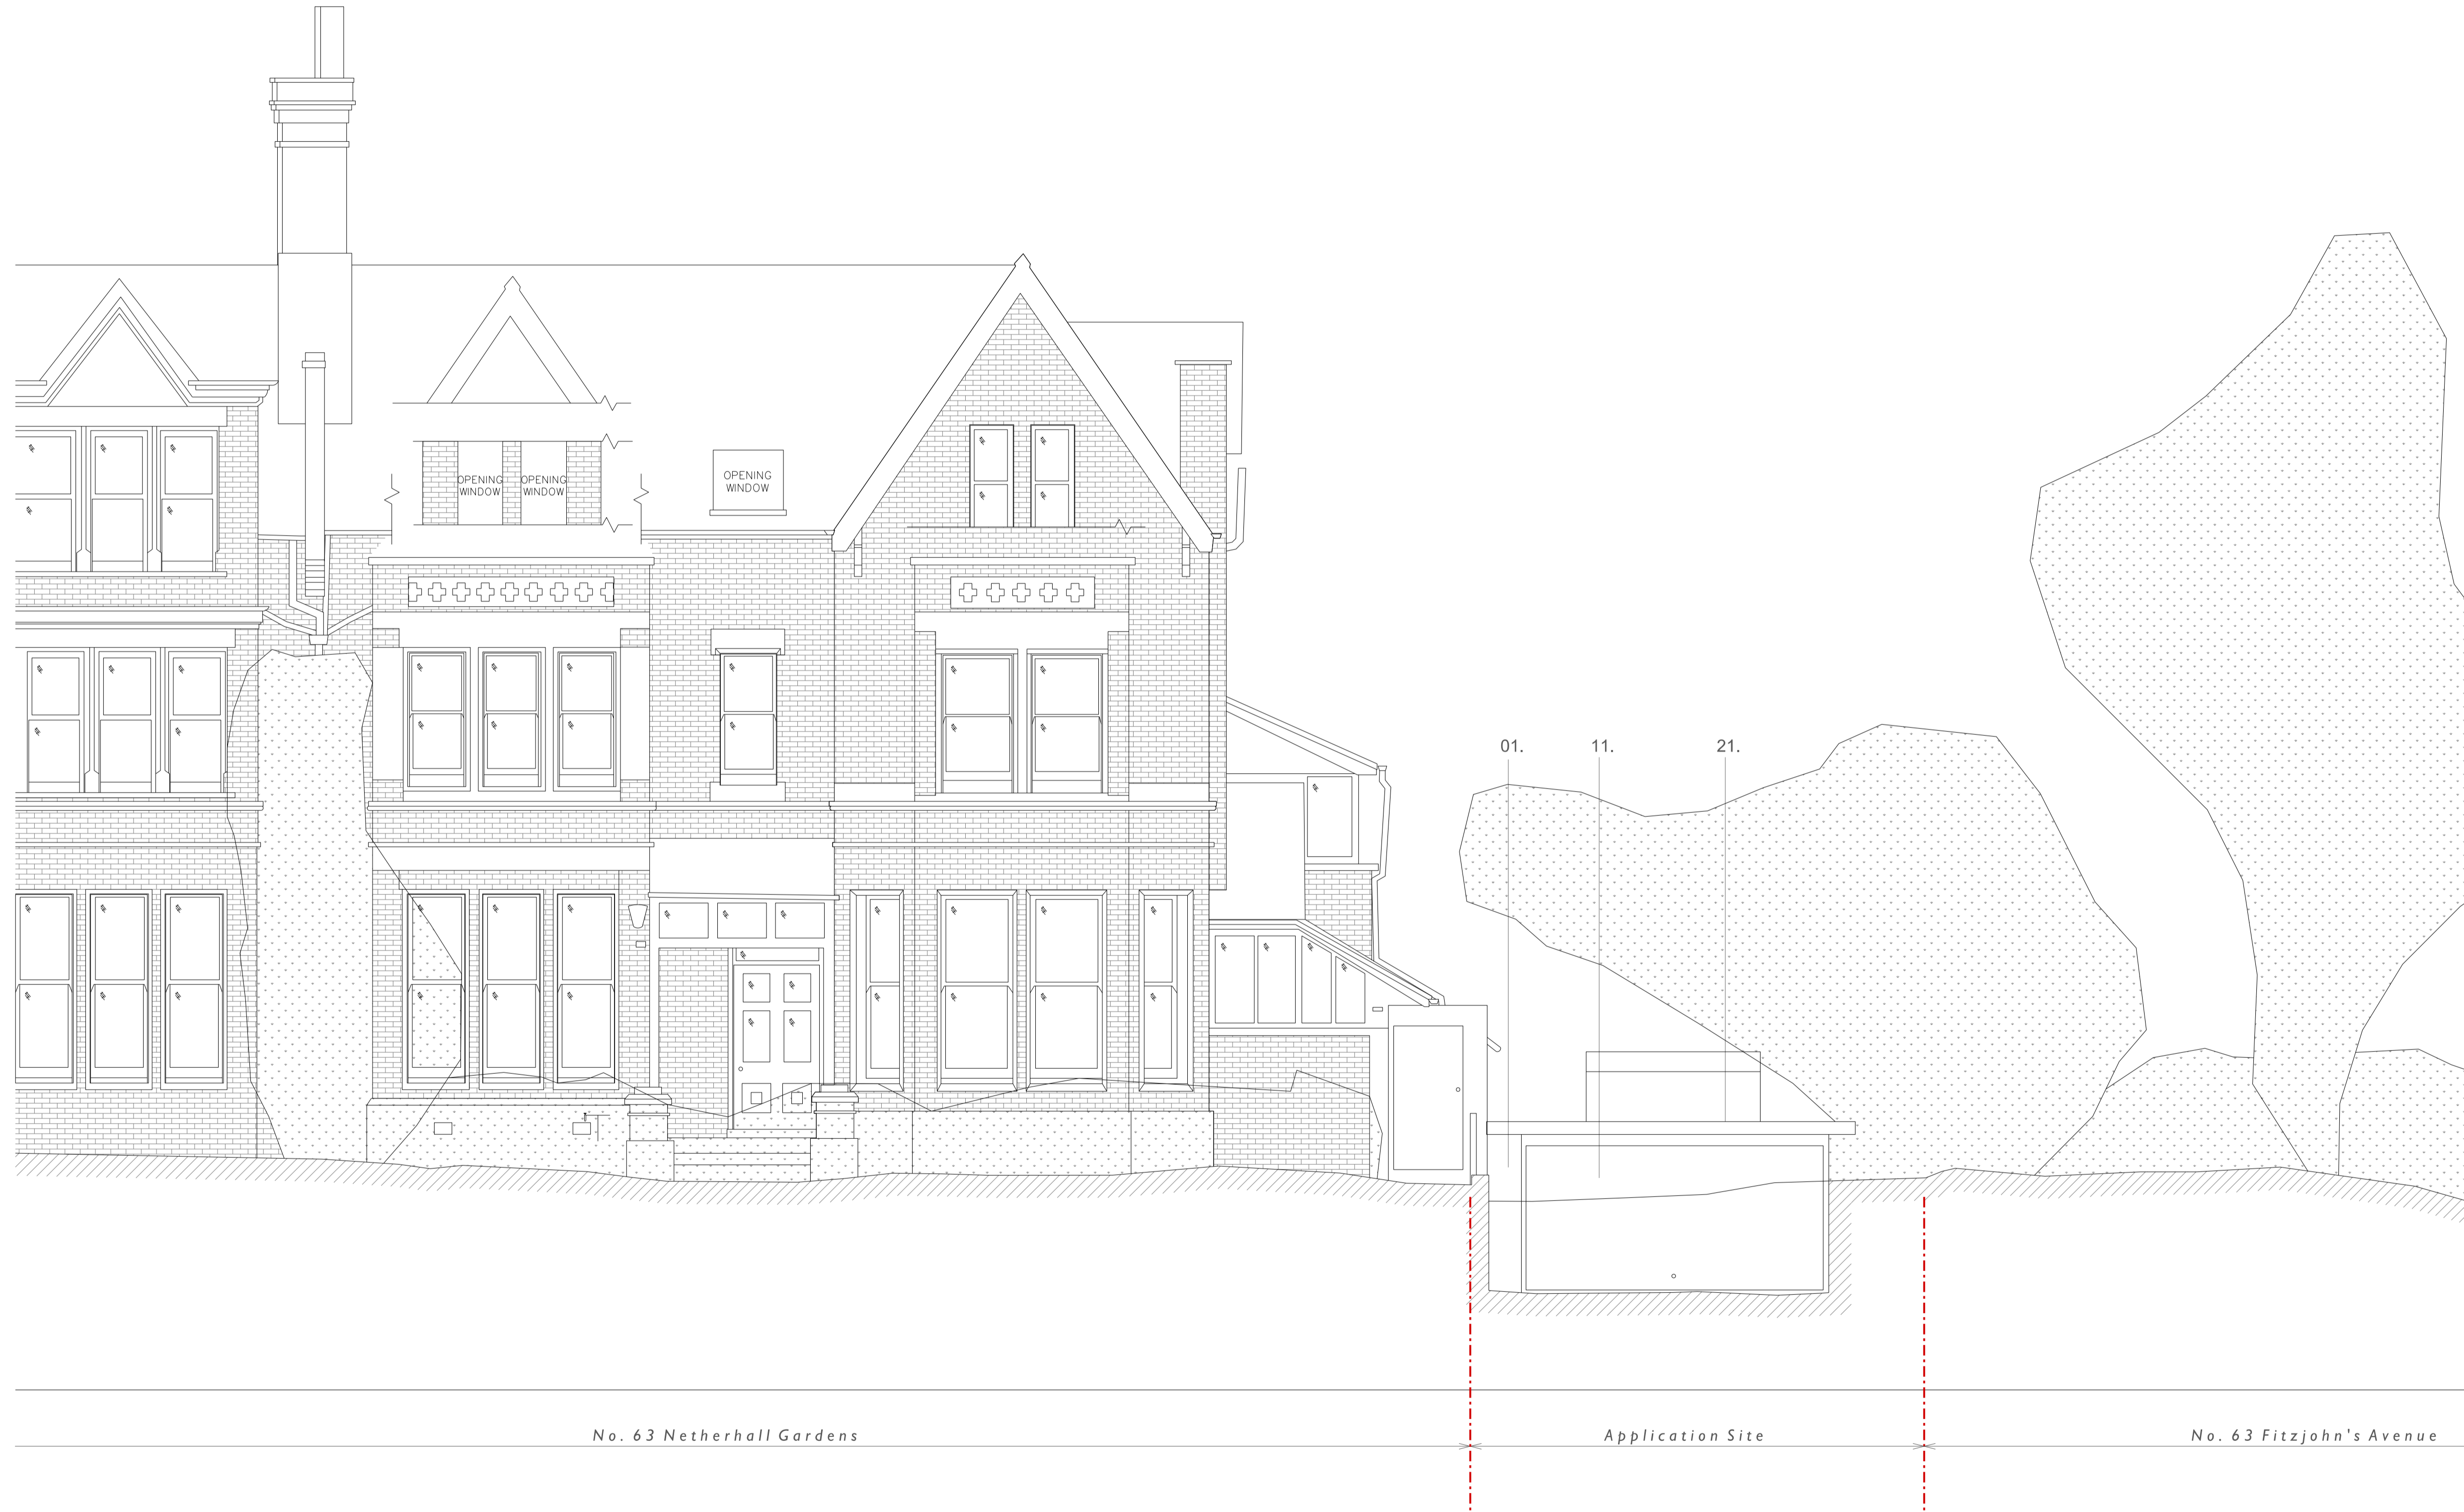 OPENING
WINDOW
OPENING
WINDOW
OPENING
WINDOW
01.
11.
21.
No. 63 Netherhall Gardens
Application Site
No. 63 Fitzjohn's Avenue